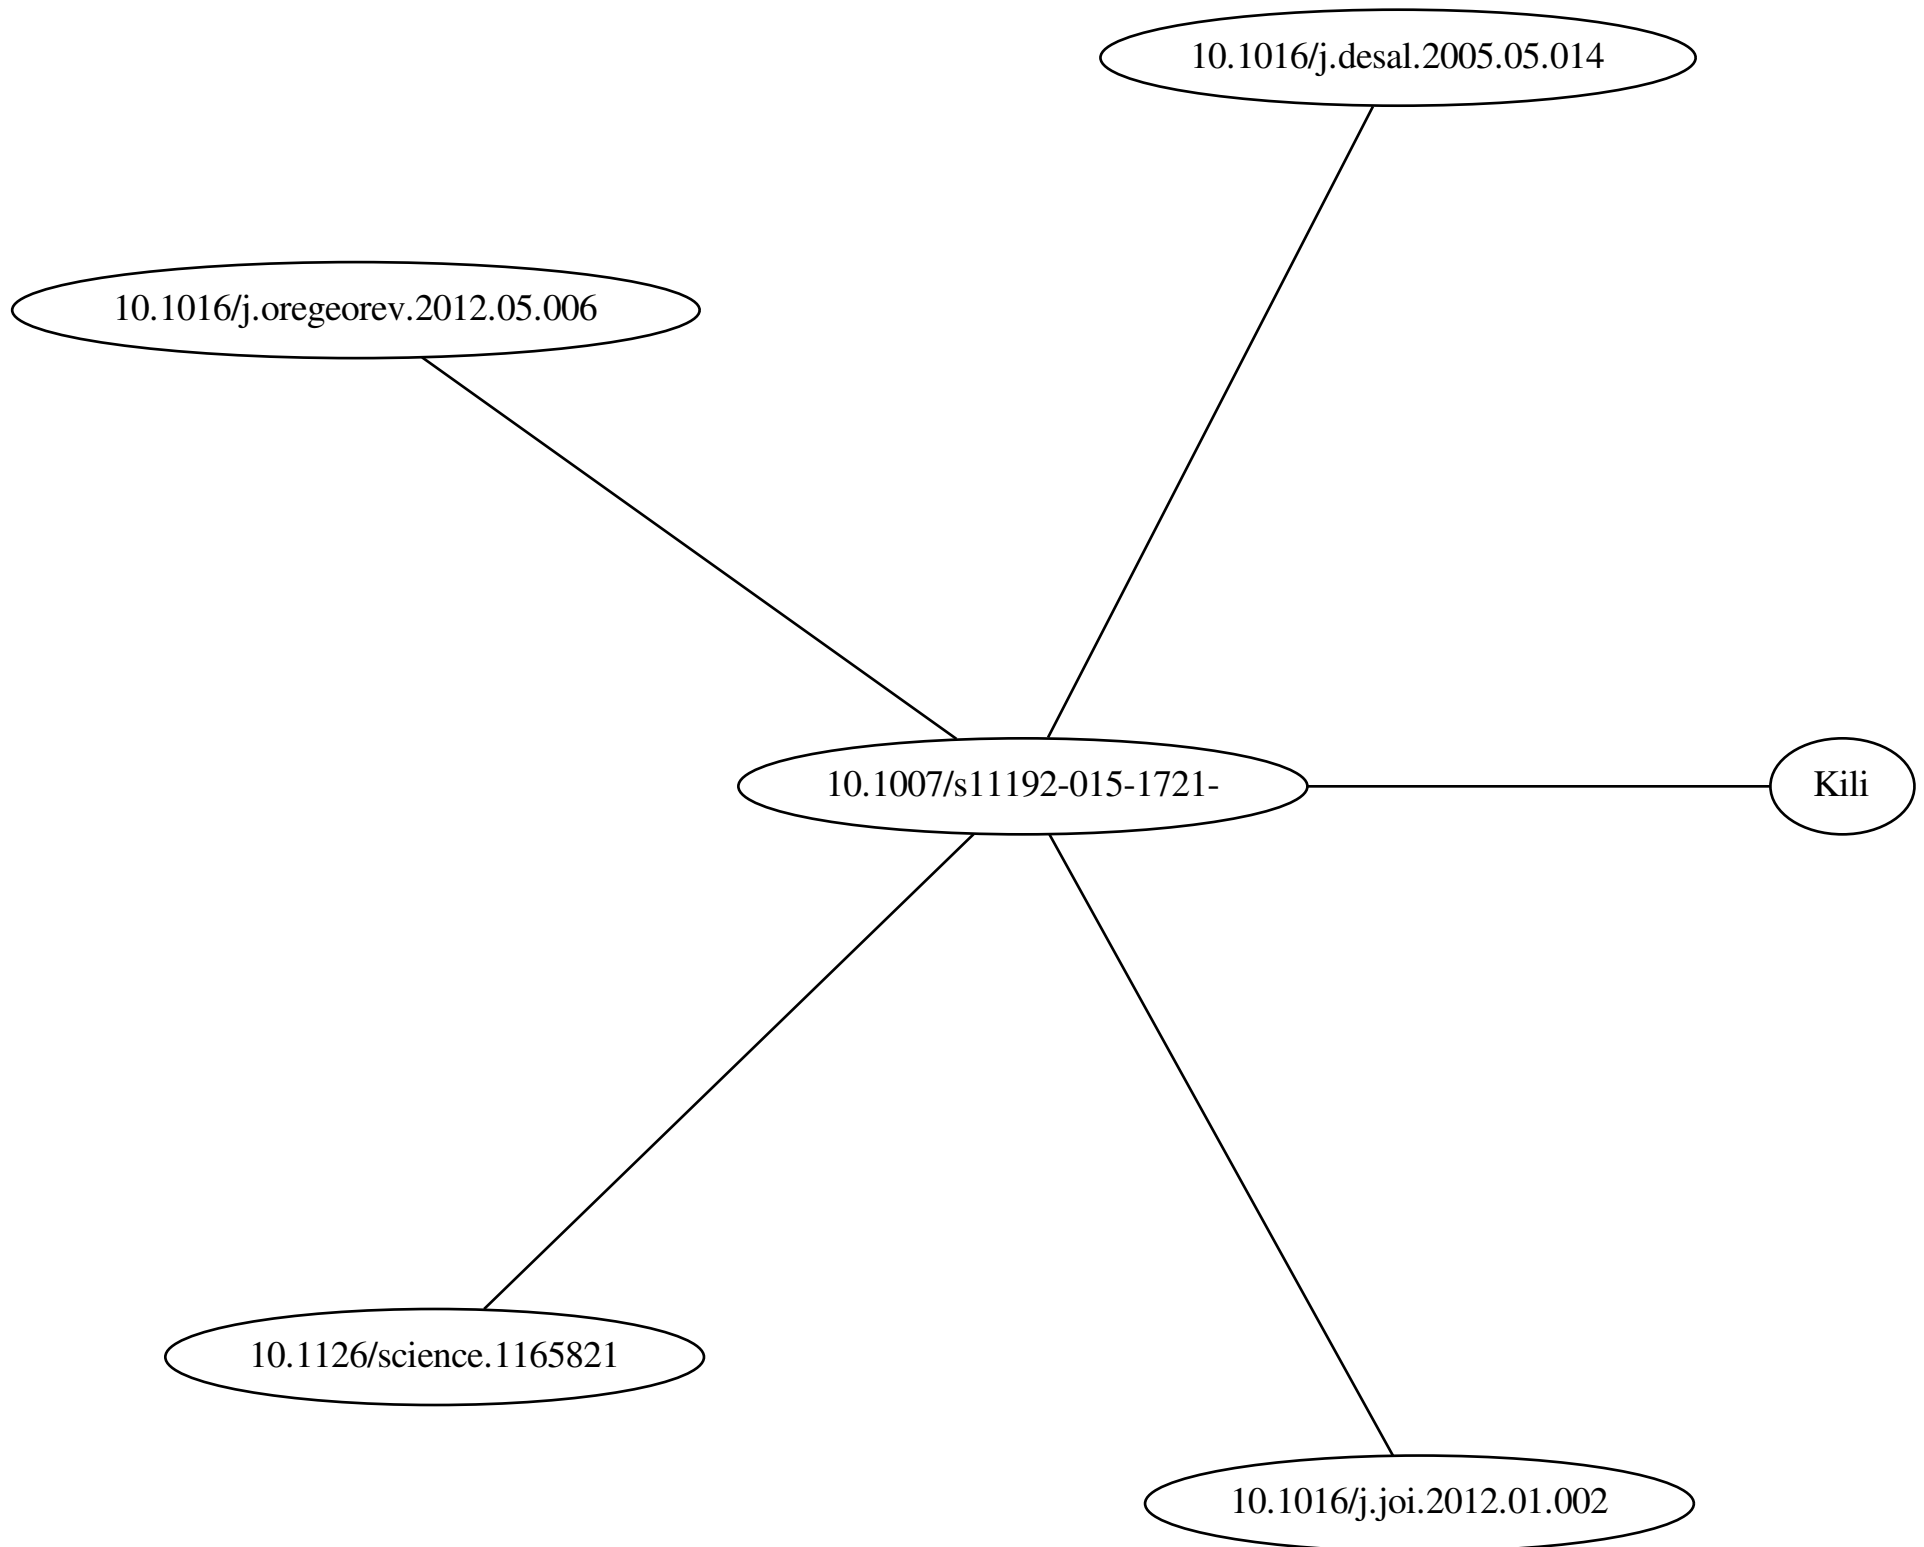 10.1016/j.desal.2005.05.014
10.1016/j.oregeorev.2012.05.006
10.1007/s11192-015-1721-
Kili
10.1126/science.1165821
10.1016/j.joi.2012.01.002